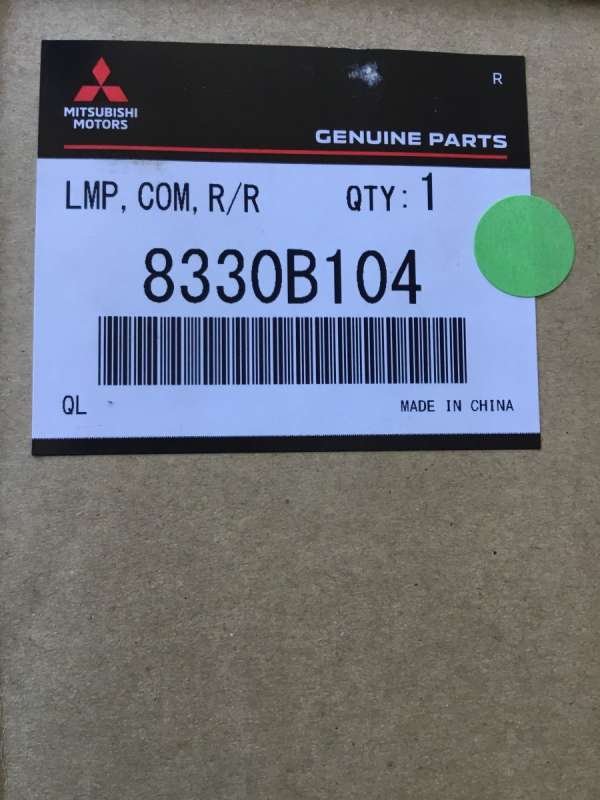 R
MITSUBISHI
MOTORS
GENUINE PARTS
LMP, COM, R/R QTY: 1
8330B104
QL MADE IN CHINA